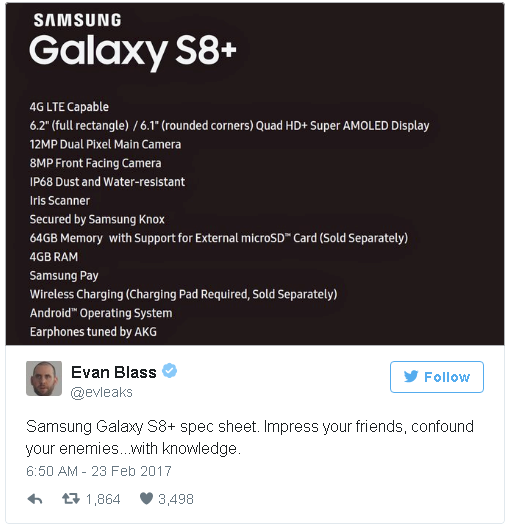 SAMSUNG
Galaxy S8+
4G LTE Capable
6.2" (full rectangle) / 6.1" (rounded corners) Quad HD+ Super AMOLED Display
12MP Dual Pixel Main Camera
8MP Front Facing Camera
IP68 Dust and Water-resistant
Iris Scanner
Secured by Samsung Knox
64GB Memory with Support for External microSD™ Card (Sold Separately)
4GB RAM
Samsung Pay
Wireless Charging (Charging Pad Required, Sold Separately)
Android™ Operating System
Earphones tuned by AKG
Evan Blass
@evleaks
Follow
Samsung Galaxy S8+ spec sheet. Impress your friends, confound
your enemies...with knowledge.
6:50 AM - 23 Feb 2017
1,864 3,498